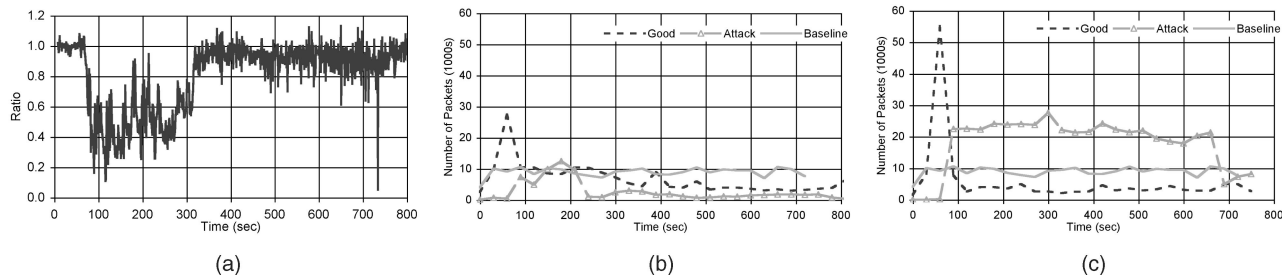 1.2
1.0
0.8
0.6
0.4
0.2
0.0
Ratio
0 100 200 300 400 500 600 700 800
Time (sec)
(a)
60
50
40
30
20
10
0
Number of Packets (1000s)
Good Attack Baseline
0 100 200 300 400 500 600 700 800
Time (sec)
(b)
60
50
40
30
20
10
0
Number of Packets (1000s)
Good Attack Baseline
0 100 200 300 400 500 600 700 800
Time (sec)
(c)